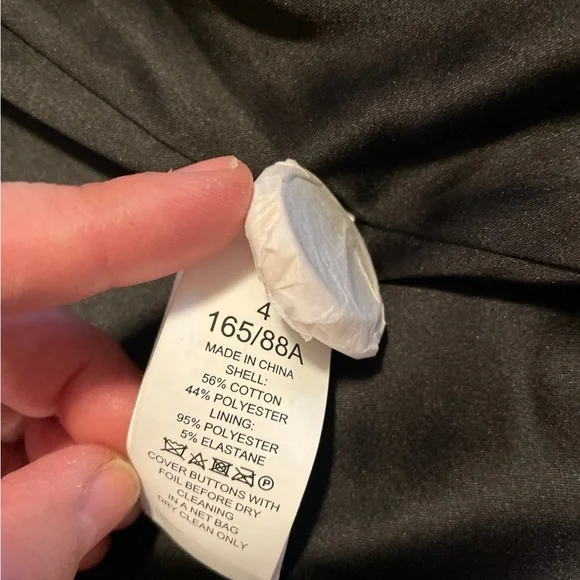 4
165/88A
MADE IN CHINA
SHELL:
56% COTTON
44% POLYESTER
LINING:
95% POLYESTER
5% ELASTANE
P
COVER BUTTONS WITH
FOIL BEFORE DRY
CLEANING
IN A NET BAG
DRY CLEAN ONLY